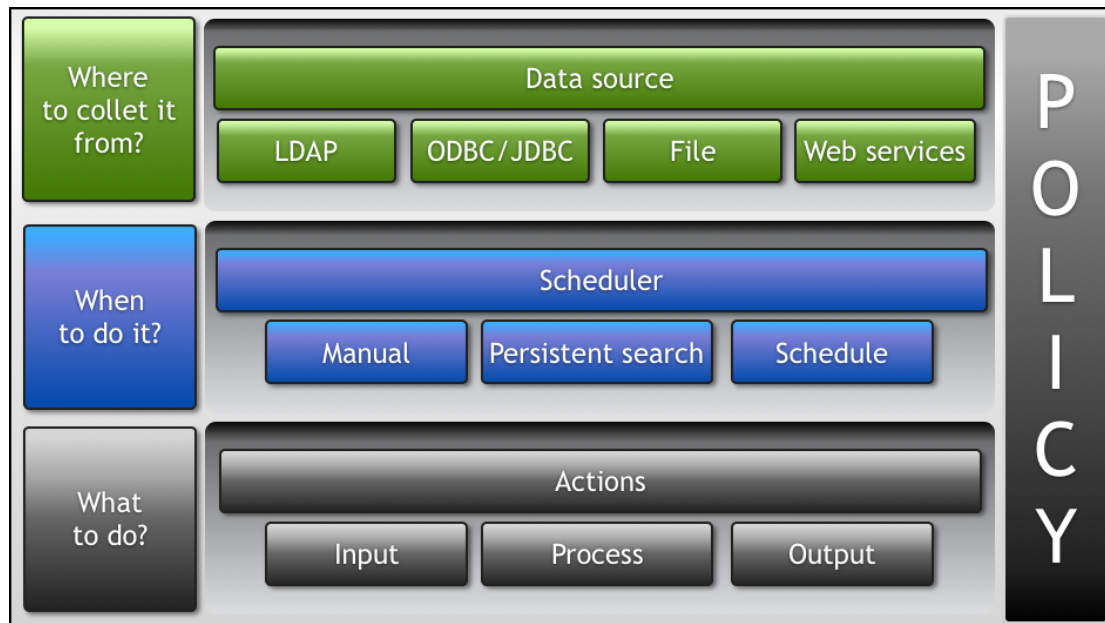 Where
to collet it
from?
Data source
LDAP
ODBC/JDBC
File
Web services
When
to do it?
Scheduler
Manual
Persistent search
Schedule
What
to do?
Actions
Input
Process
Output
POLICY